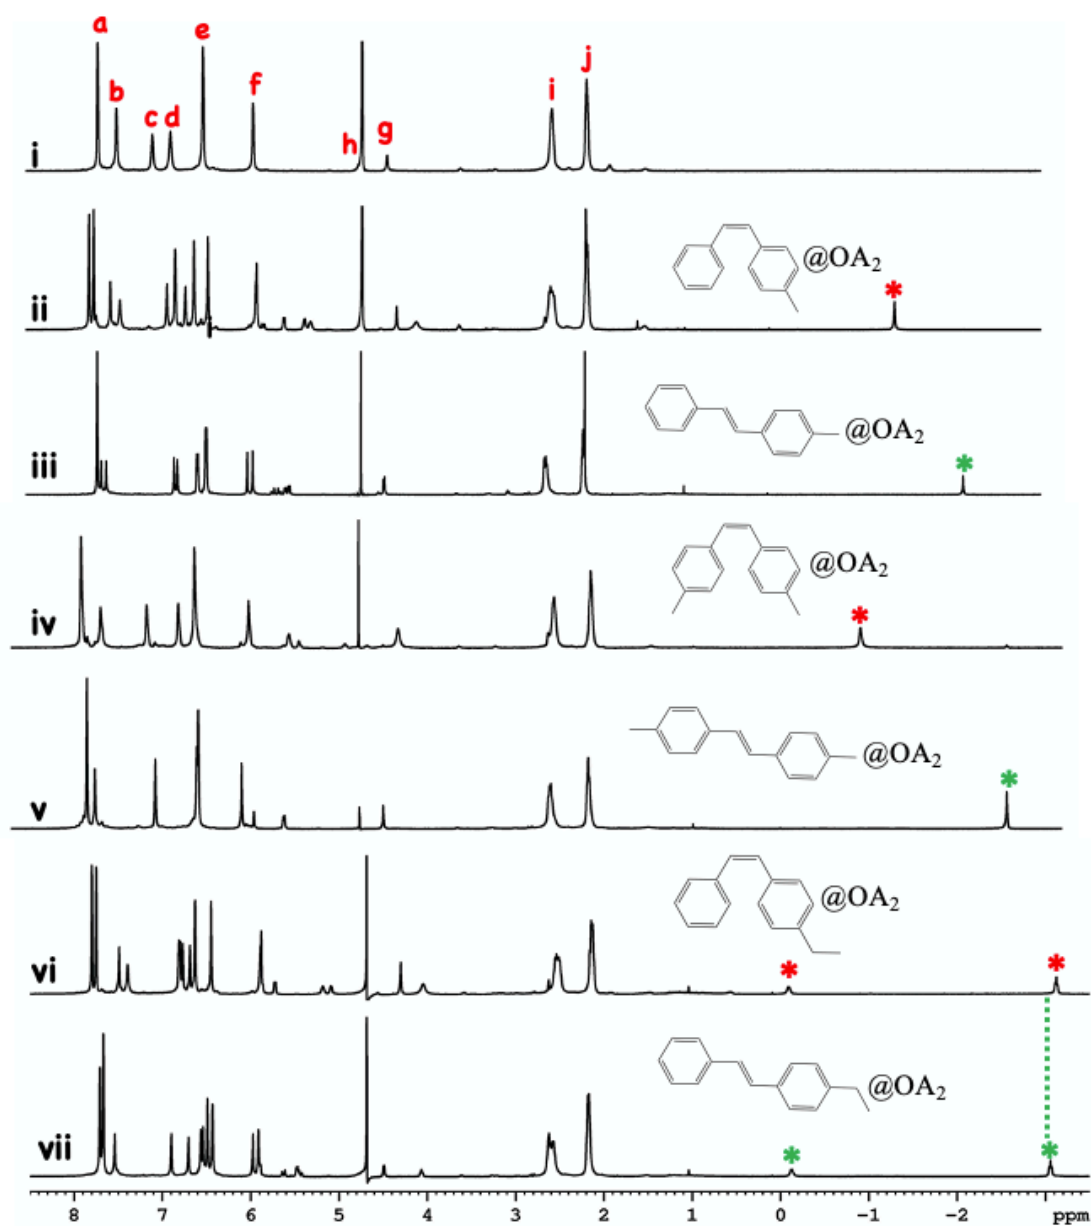 a
e
j
b
f
i
c
d
g
h
i
@OA₂
*
ii
@OA₂
*
iii
@OA₂
*
iv
@OA₂
*
v
@OA₂
* *
vi
@OA₂
* *
vii
8 7 6 5 4 3 2 1 0 -1 -2 ppm